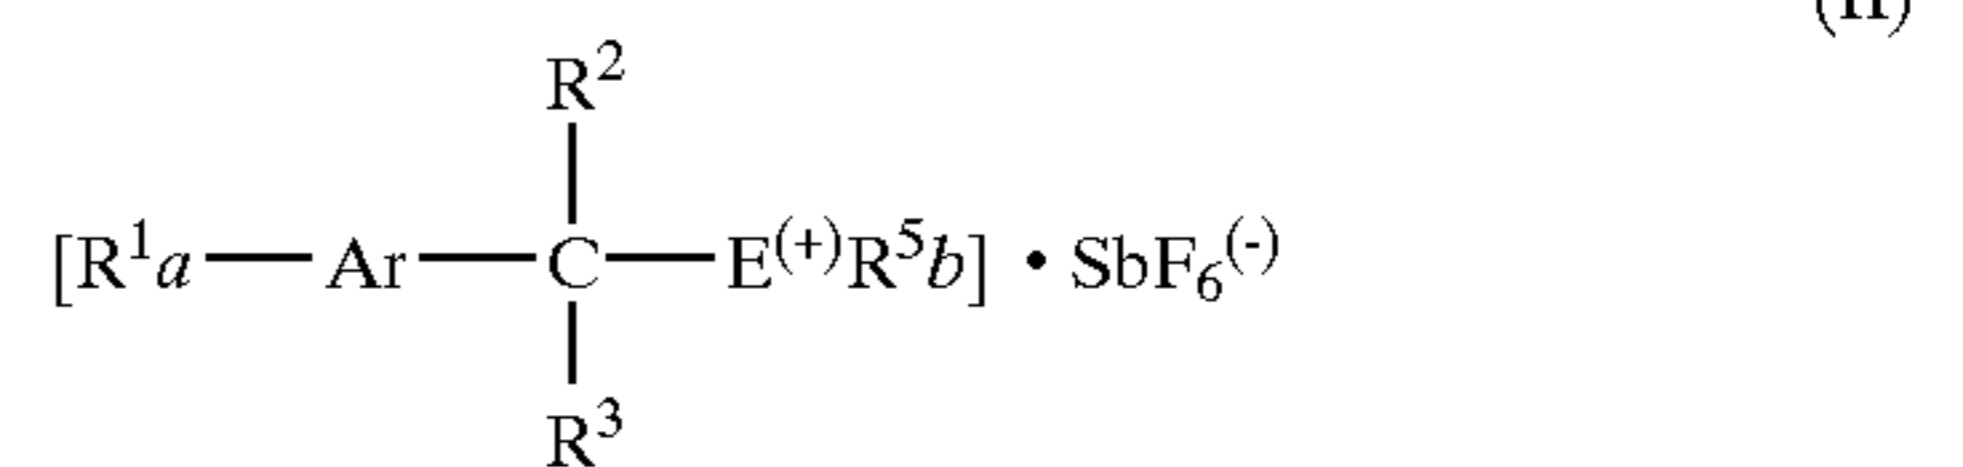 (II)
R²
[R¹a—Ar—C—E⁽⁺⁾R⁵b] • SbF₆⁽⁻⁾
R³